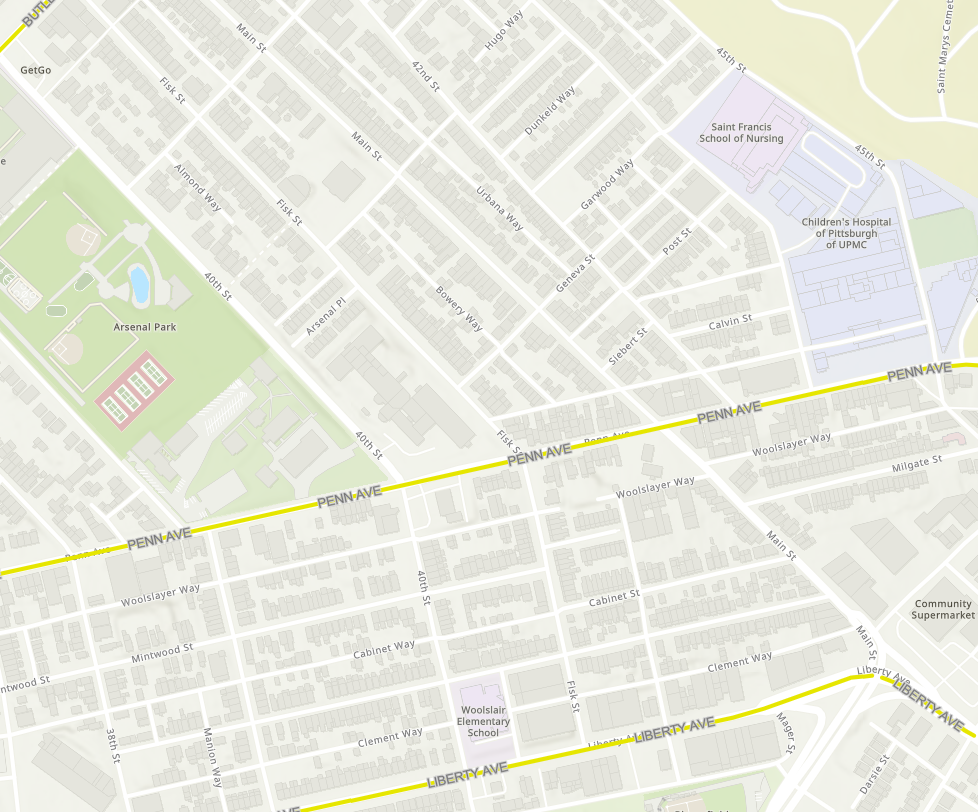 BUTLE
Main St
Hugo Way
Saint Marys Cemet
45th St
GetGo
Fisk St
42nd St
Dunkeld Way
Saint Francis
School of Nursing
Main St
45th St
e
Almond Way
Garwood Way
Fisk St
Urbana Way
Children's Hospital
of Pittsburgh
of UPMC
Post St
40th St
Geneva St
Bowery Way
Arsenal Pl
Arsenal Park
Calvin St
Siebert St
PENN AVE
PENN AVE
40th St
Fisk St
Penn Ave
PENN AVE
Woolslayer Way
Milgate St
PENN AVE
Woolslayer Way
PENN AVE
Penn Ave
Main St
40th St
Woolslayer Way
Cabinet St
Community
Supermarket
Main St
Mintwood St
Cabinet Way
Clement Way
Liberty Ave
ntwood St
LIBERTY AVE
Fisk St
Woolslair
Elementary
School
38th St
Manion Way
Clement Way
Liberty A
LIBERTY AVE
Mager St
Darsie St
LIBERTY AVE
AVE